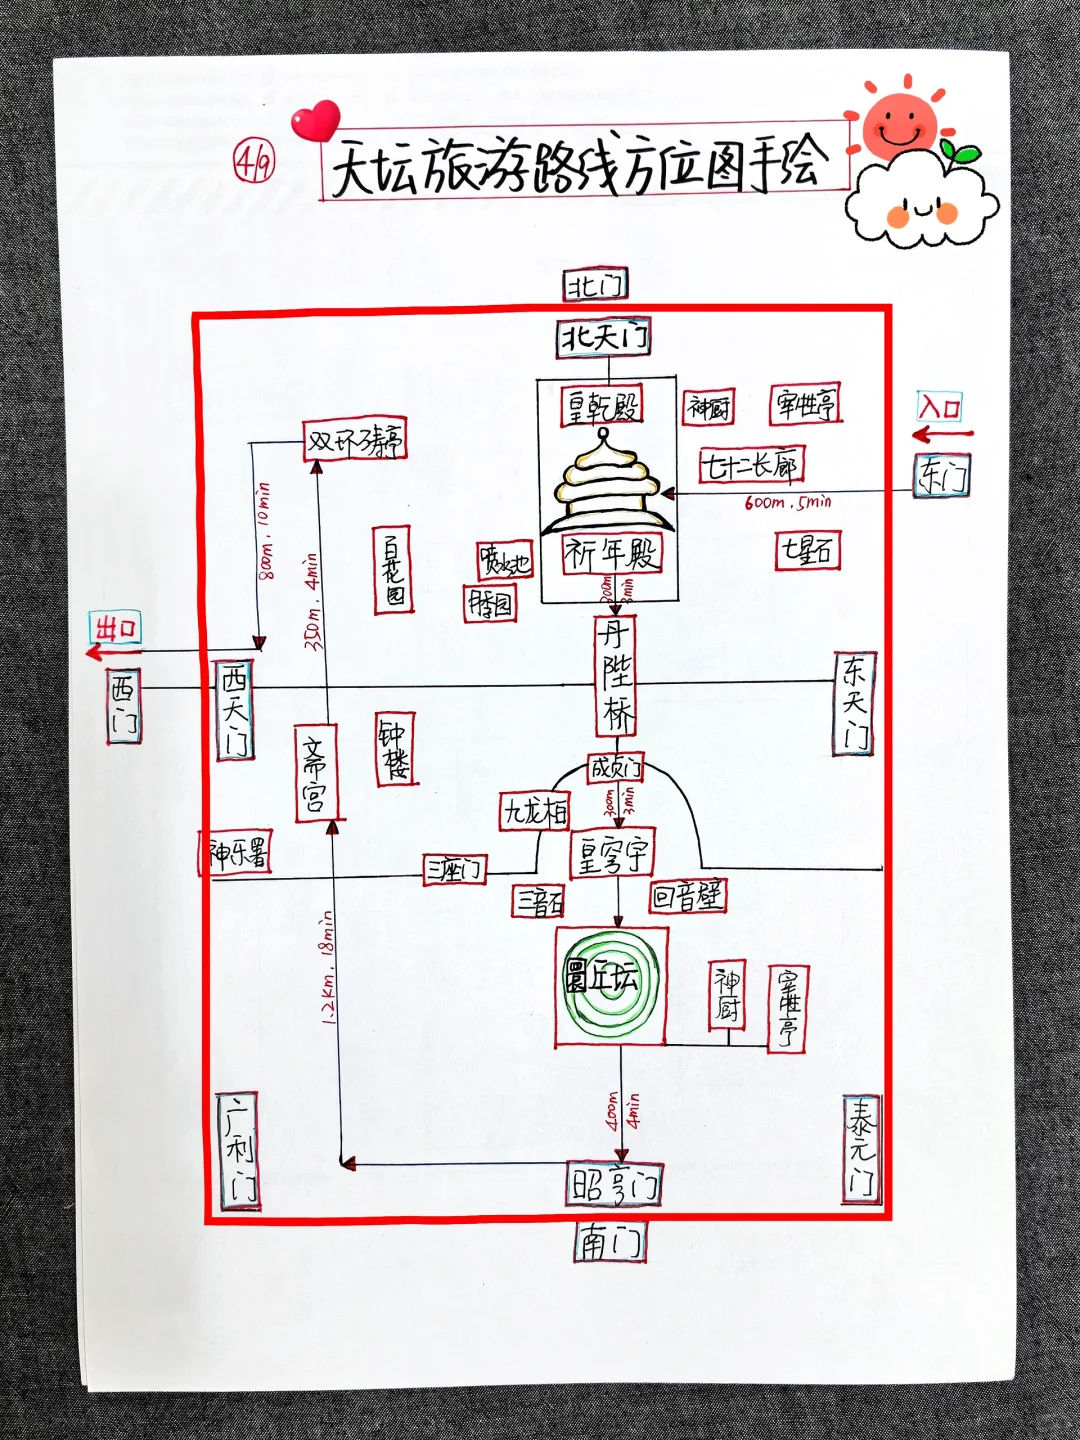 4/9
天坛旅游路线方位图手绘
北门
北天门
皇乾殿
神厨
宰牲亭
入口
双环万寿亭
七十二长廊
东门
600m, 5min
800m, 10min
350m, 4min
百花园
喷水池
祈年殿
七星石
月季园
300m
3min
出口
丹陛桥
西门
西天门
东天门
斋宫
钟楼
成贞门
300m
3min
九龙柏
神乐署
皇穹宇
三座门
三音石
回音壁
1.2Km, 18min
圜丘坛
神厨
宰牲亭
400m
4min
广利门
泰元门
昭亨门
南门